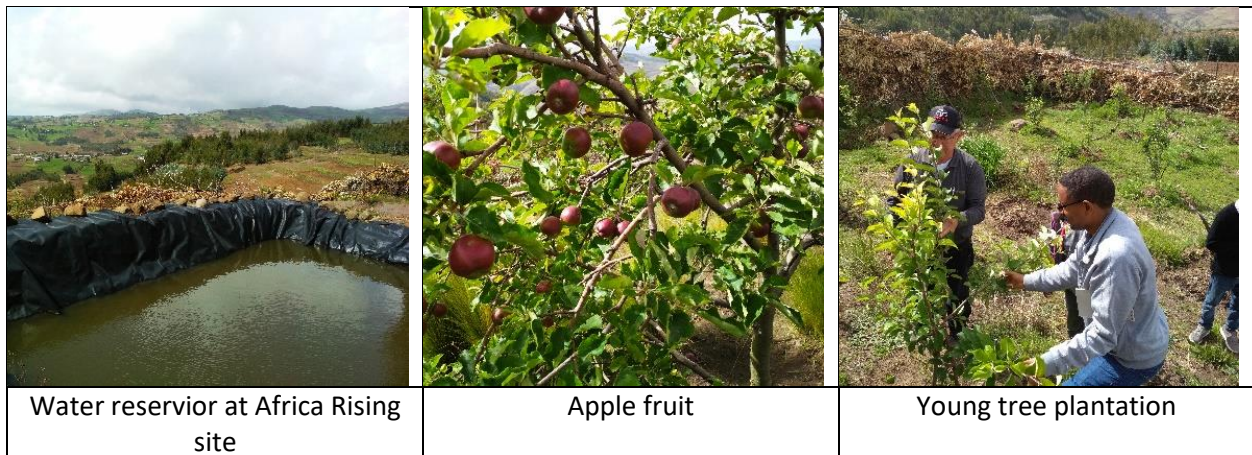 Water reservior at Africa Rising
site
Apple fruit
Young tree plantation